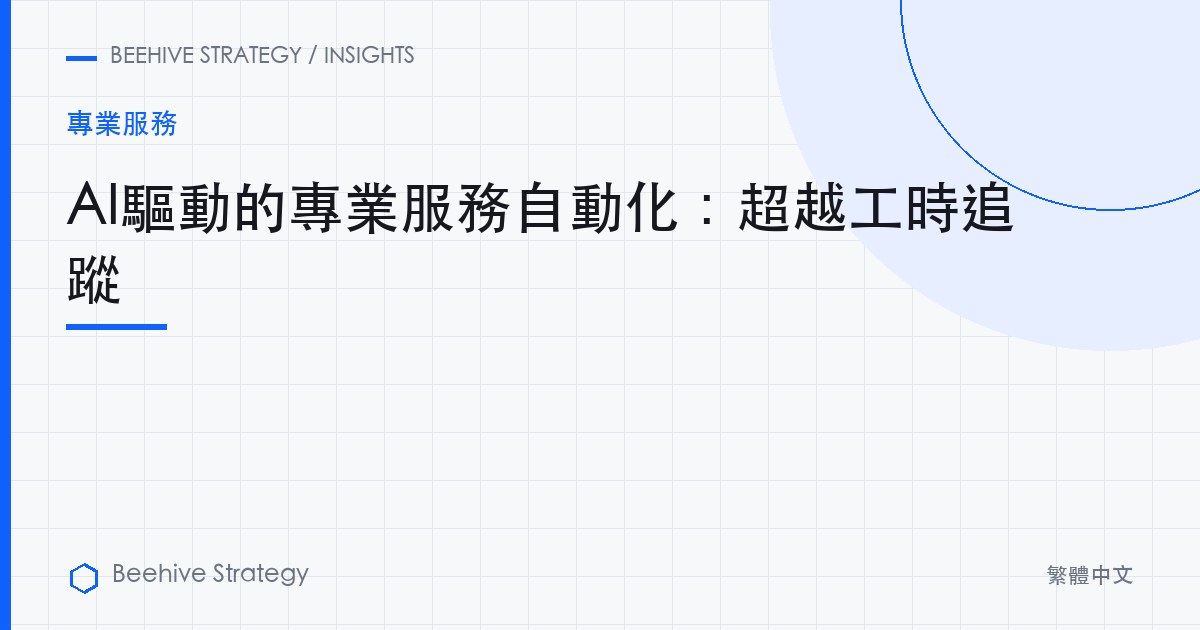 BEEHIVE STRATEGY / INSIGHTS
專業服務
AI驅動的專業服務自動化：超越工時追
蹤
Beehive Strategy
繁體中文